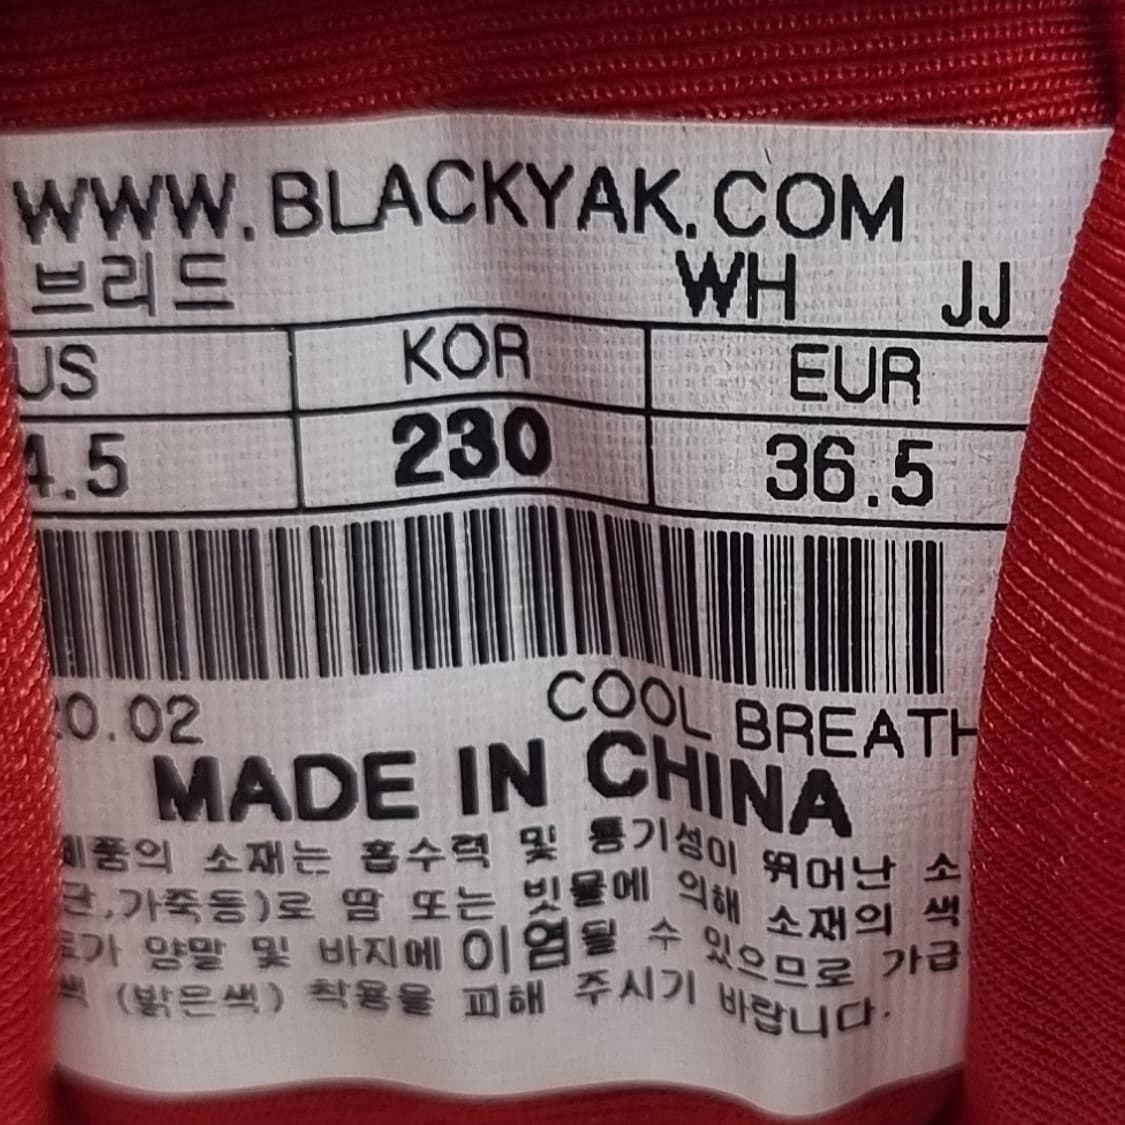 WWW.BLACKYAK.COM
브리드 WH JJ
US KOR EUR
4.5 230 36.5
20.02 COOL BREATH
MADE IN CHINA
제품의 소재는 흡수력 및 통기성이 뛰어난 소
단,가죽등)로 땀 또는 빗물에 의해 소재의 색
양말 및 바지에 이염될 수 있으므로 가급
색 (밝은색) 착용을 피해 주시기 바랍니다.